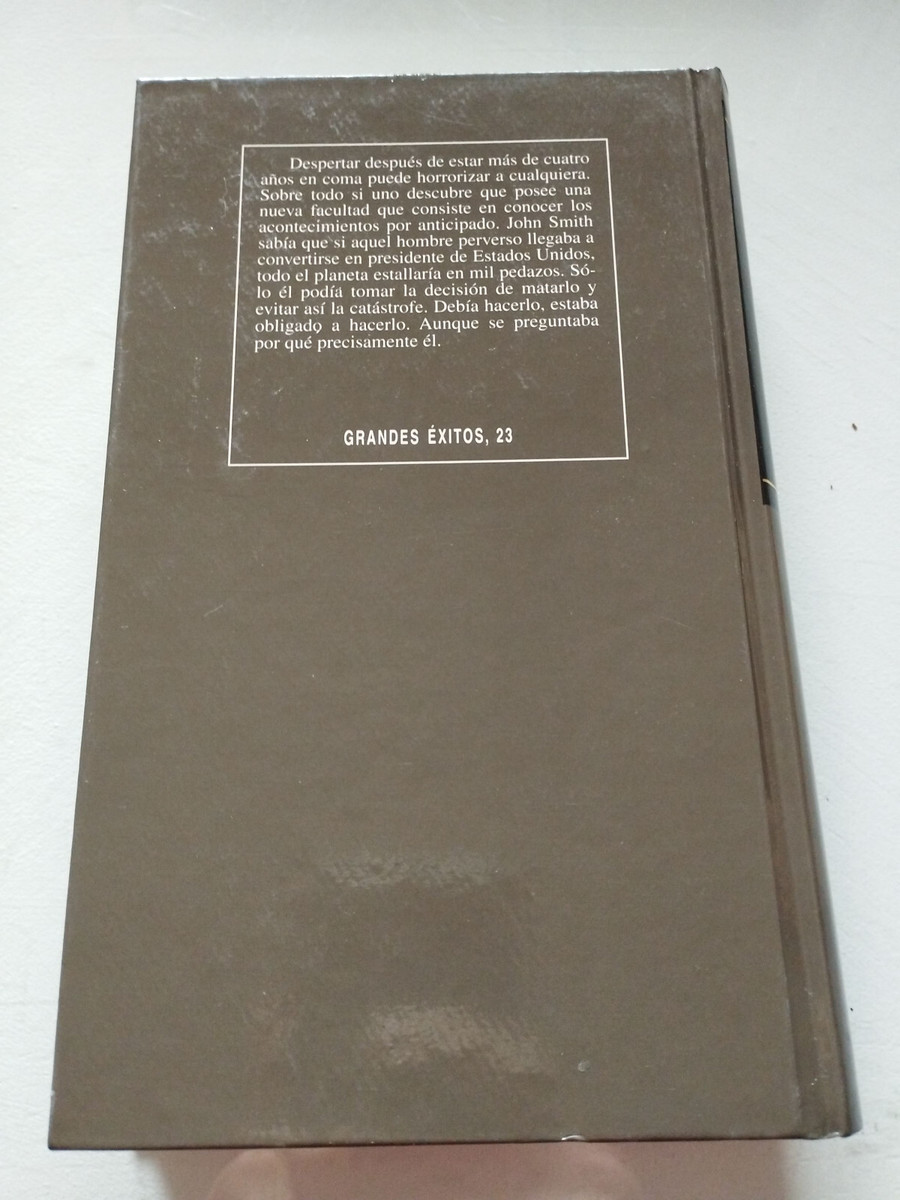 Despertar después de estar más de cuatro
años en coma puede horrorizar a cualquiera.
Sobre todo si uno descubre que posee una
nueva facultad que consiste en conocer los
acontecimientos por anticipado. John Smith
sabía que si aquel hombre perverso llegaba a
convertirse en presidente de Estados Unidos,
todo el planeta estallaría en mil pedazos. Só-
lo él podía tomar la decisión de matarlo y
evitar así la catástrofe. Debía hacerlo, estaba
obligado a hacerlo. Aunque se preguntaba
por qué precisamente él.
GRANDES ÉXITOS, 23